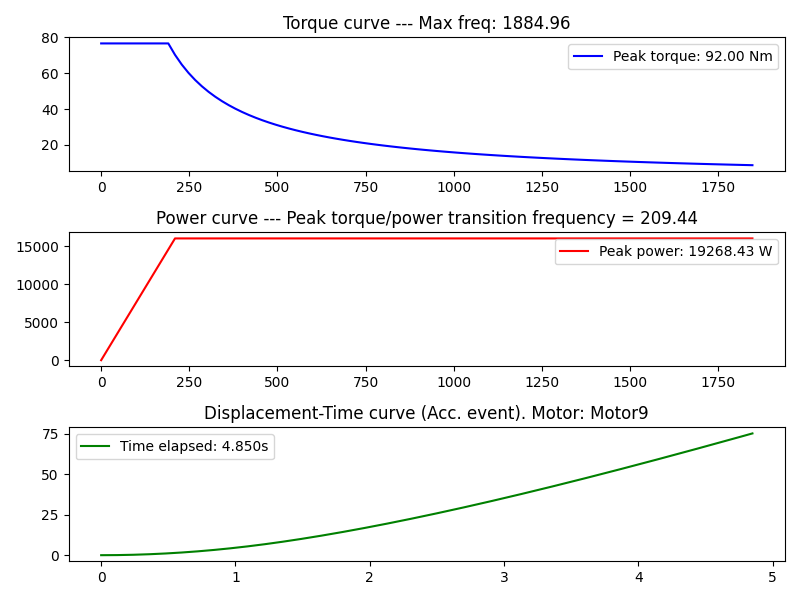 Torque curve --- Max freq: 1884.96
Peak torque: 92.00 Nm
80
60
40
20
0 250 500 750 1000 1250 1500 1750
Power curve --- Peak torque/power transition frequency = 209.44
Peak power: 19268.43 W
15000
10000
5000
0
0 250 500 750 1000 1250 1500 1750
Displacement-Time curve (Acc. event). Motor: Motor9
Time elapsed: 4.850s
75
50
25
0
0 1 2 3 4 5